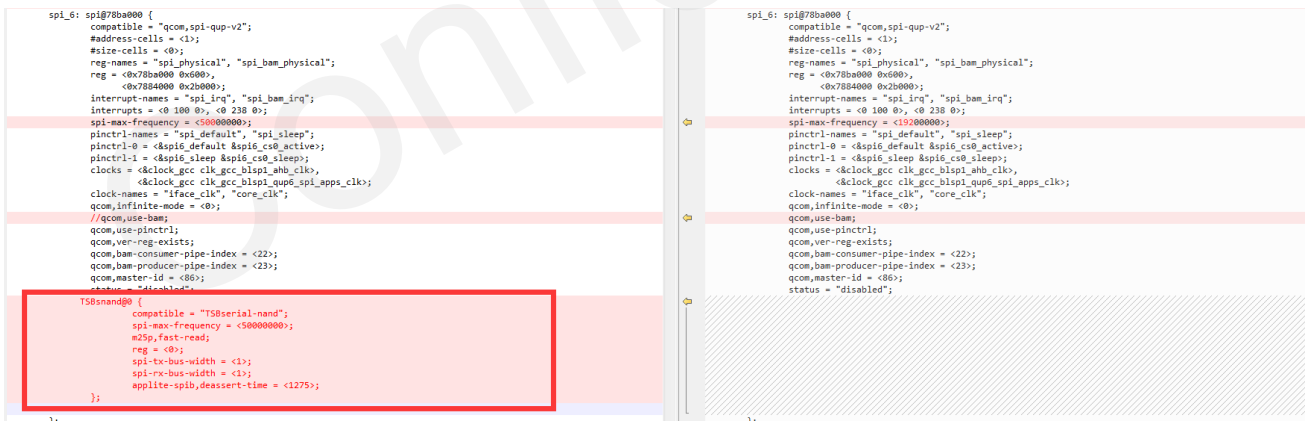 spi_6: spi@78ba000 {
compatible = "qcom,spi-qup-v2";
#address-cells = <1>;
#size-cells = <0>;
reg-names = "spi_physical", "spi_bam_physical";
reg = <0x78ba000 0x600>,
<0x7884000 0x2b000>;
interrupt-names = "spi_irq", "spi_bam_irq";
interrupts = <0 100 0>, <0 238 0>;
spi-max-frequency = <50000000>;
pinctrl-names = "spi_default", "spi_sleep";
pinctrl-0 = <&spi6_default &spi6_cs0_active>;
pinctrl-1 = <&spi6_sleep &spi6_cs0_sleep>;
clocks = <&clock_gcc clk_gcc_blsp1_ahb_clk>,
<&clock_gcc clk_gcc_blsp1_qup6_spi_apps_clk>;
clock-names = "iface_clk", "core_clk";
qcom,infinite-mode = <0>;
//qcom,use-bam;
qcom,use-pinctrl;
qcom,ver-reg-exists;
qcom,bam-consumer-pipe-index = <22>;
qcom,bam-producer-pipe-index = <23>;
qcom,master-id = <86>;
status = "disabled";
TSBsnand@0 {
compatible = "TSBserial-nand";
spi-max-frequency = <50000000>;
m25p,fast-read;
reg = <0>;
spi-tx-bus-width = <1>;
spi-rx-bus-width = <1>;
applite-spib,deassert-time = <1275>;
};
};
spi_6: spi@78ba000 {
compatible = "qcom,spi-qup-v2";
#address-cells = <1>;
#size-cells = <0>;
reg-names = "spi_physical", "spi_bam_physical";
reg = <0x78ba000 0x600>,
<0x7884000 0x2b000>;
interrupt-names = "spi_irq", "spi_bam_irq";
interrupts = <0 100 0>, <0 238 0>;
spi-max-frequency = <19200000>;
pinctrl-names = "spi_default", "spi_sleep";
pinctrl-0 = <&spi6_default &spi6_cs0_active>;
pinctrl-1 = <&spi6_sleep &spi6_cs0_sleep>;
clocks = <&clock_gcc clk_gcc_blsp1_ahb_clk>,
<&clock_gcc clk_gcc_blsp1_qup6_spi_apps_clk>;
clock-names = "iface_clk", "core_clk";
qcom,infinite-mode = <0>;
qcom,use-bam;
qcom,use-pinctrl;
qcom,ver-reg-exists;
qcom,bam-consumer-pipe-index = <22>;
qcom,bam-producer-pipe-index = <23>;
qcom,master-id = <86>;
status = "disabled";
};